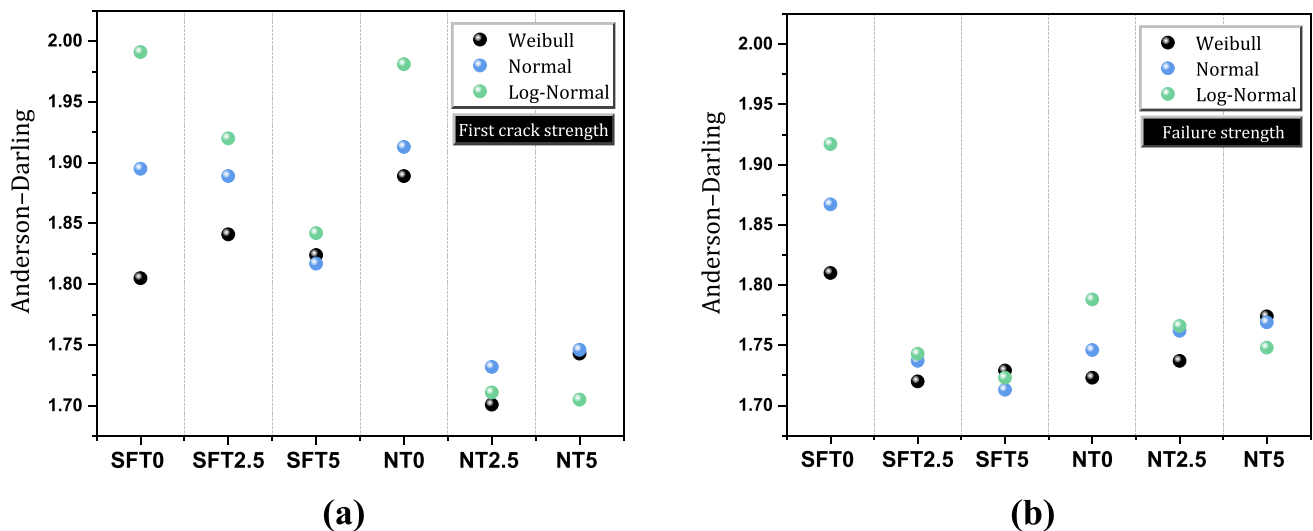 2.00
1.95
1.90
1.85
1.80
1.75
1.70
Anderson–Darling
Weibull
Normal
Log-Normal
First crack strength
SFT0 SFT2.5 SFT5 NT0 NT2.5 NT5
(a)
2.00
1.95
1.90
1.85
1.80
1.75
1.70
Anderson–Darling
Weibull
Normal
Log-Normal
Failure strength
SFT0 SFT2.5 SFT5 NT0 NT2.5 NT5
(b)